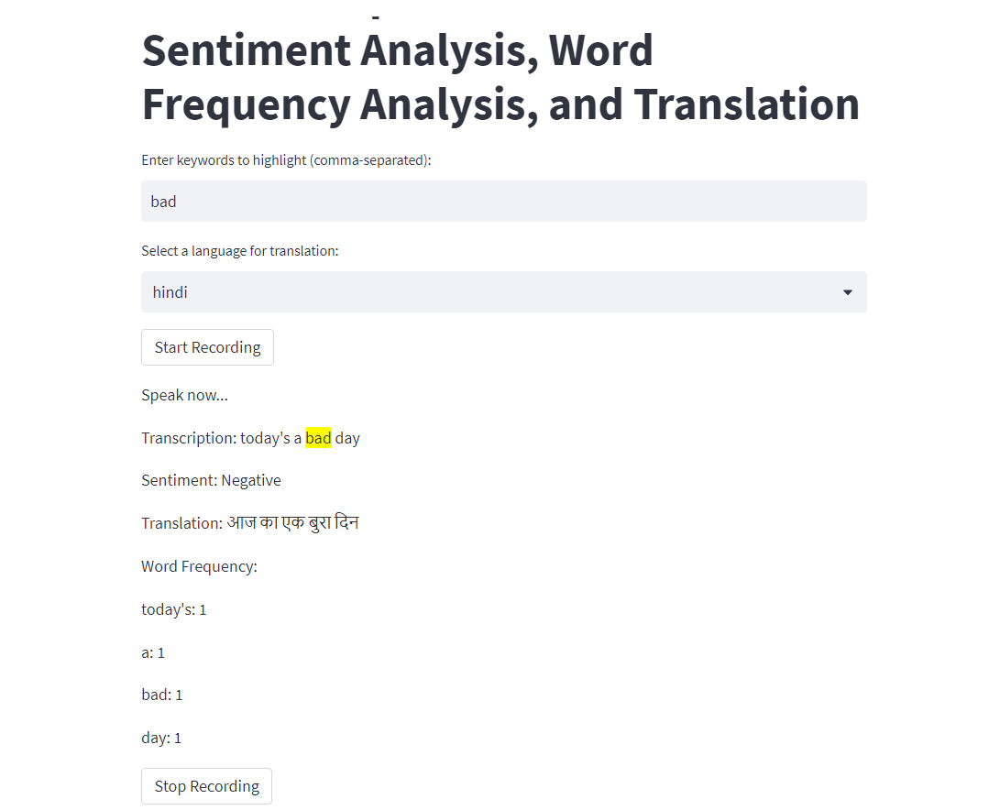 Sentiment Analysis, Word
Frequency Analysis, and Translation
Enter keywords to highlight (comma-separated):
bad
Select a language for translation:
hindi
Start Recording
Speak now...
Transcription: today's a bad day
Sentiment: Negative
Translation: आज का एक बुरा दिन
Word Frequency:
today's: 1
a: 1
bad: 1
day: 1
Stop Recording